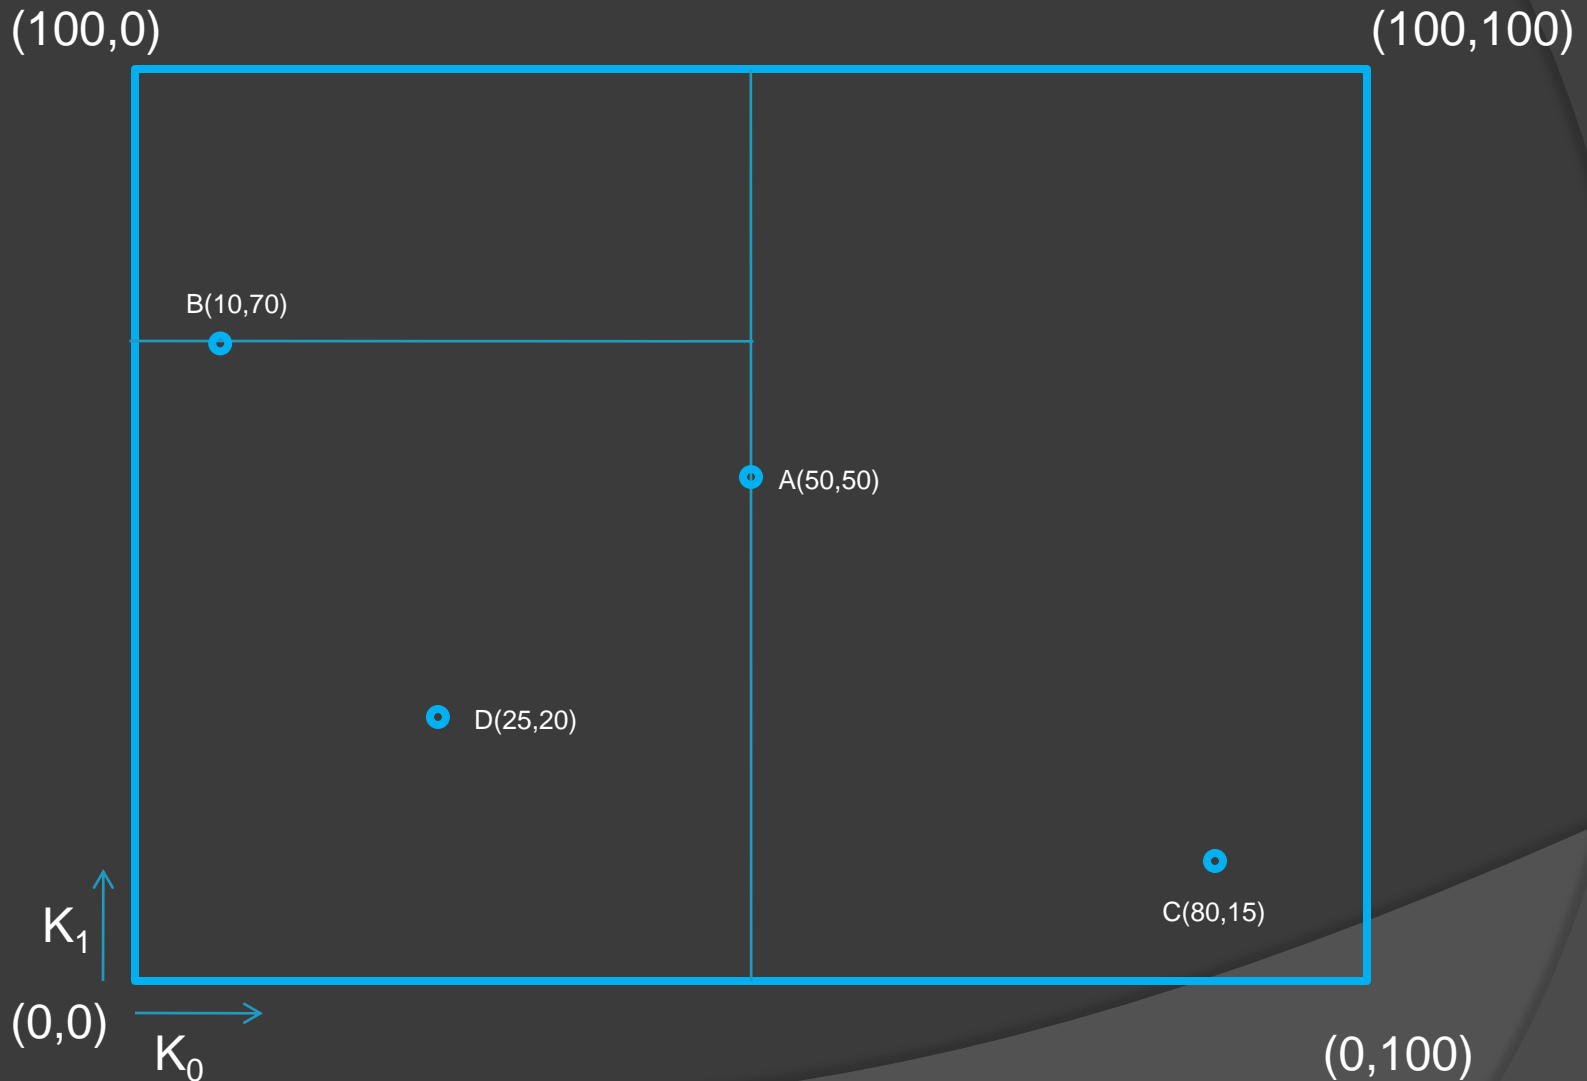 (100,0)
(100,100)
B(10,70)
A(50,50)
D(25,20)
C(80,15)
K₁
(0,0)
K₀
(0,100)